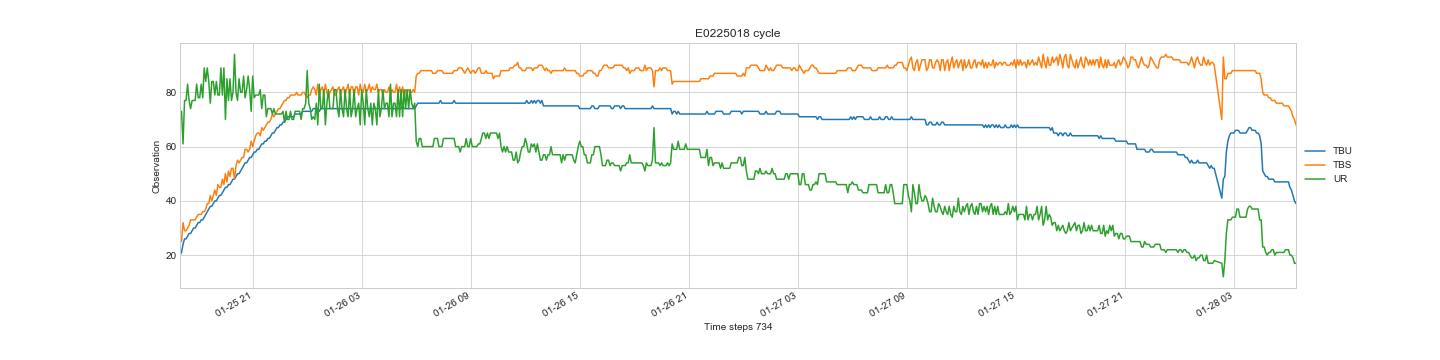 E0225018 cycle
Observation
80
60
40
20
01-25 21
01-26 03
01-26 09
01-26 15
01-26 21
01-27 03
01-27 09
01-27 15
01-27 21
01-28 03
Time steps 734
TBU
TBS
UR